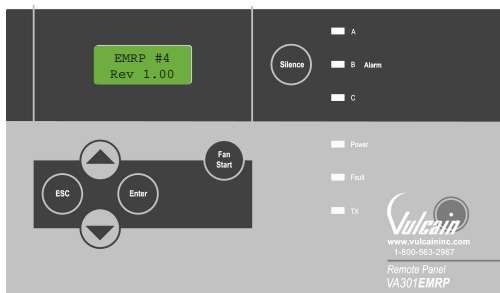 EMRP #4
Rev 1.00
Silence
A
B Alarm
C
Fan
Start
Power
ESC
Enter
Fault
TX
Vulcain
www.vulcaininc.com
1-800-563-2967
Remote Panel
VA301EMRP